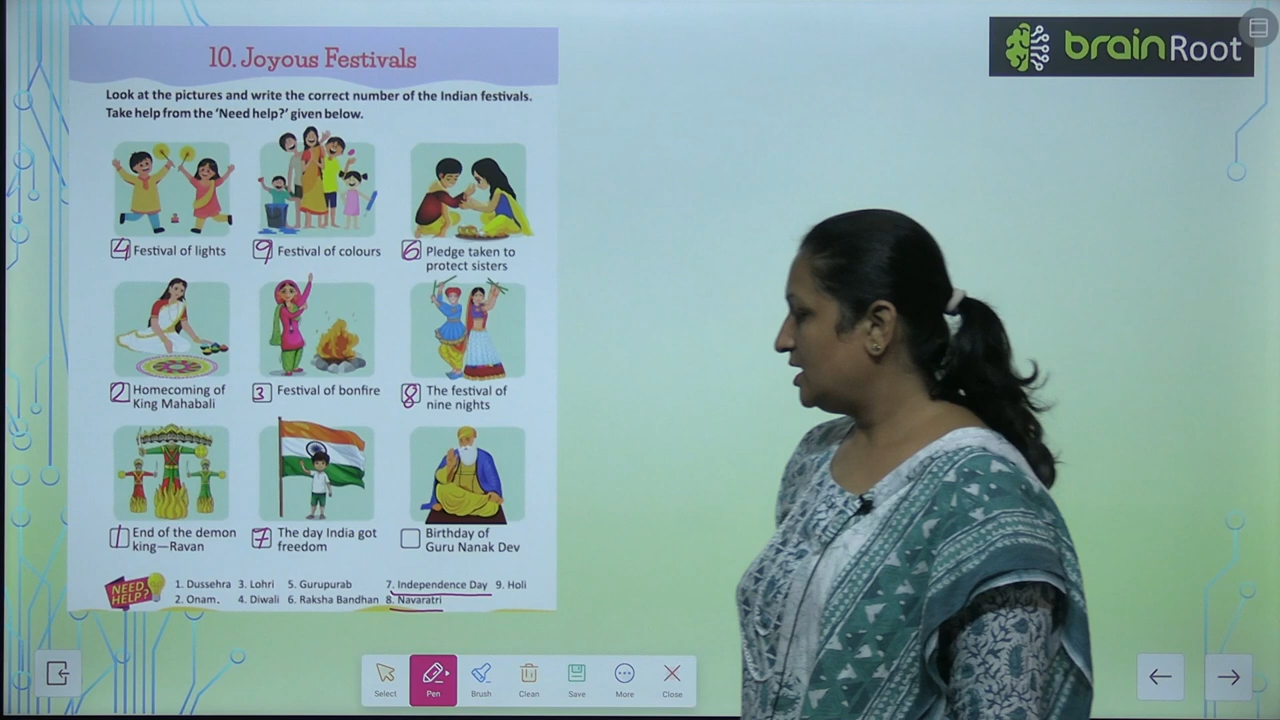 brainRoot
10. Joyous Festivals
Look at the pictures and write the correct number of the Indian festivals.
Take help from the 'Need help?' given below.
4 Festival of lights
9 Festival of colours
6 Pledge taken to
protect sisters
2 Homecoming of
King Mahabali
3 Festival of bonfire
8 The festival of
nine nights
1 End of the demon
king—Ravan
7 The day India got
freedom
Birthday of
Guru Nanak Dev
NEED
HELP?
1. Dussehra 3. Lohri 5. Gurupurab 7. Independence Day 9. Holi
2. Onam. 4. Diwali 6. Raksha Bandhan 8. Navaratri
Select Pen Brush Clean Save More Close